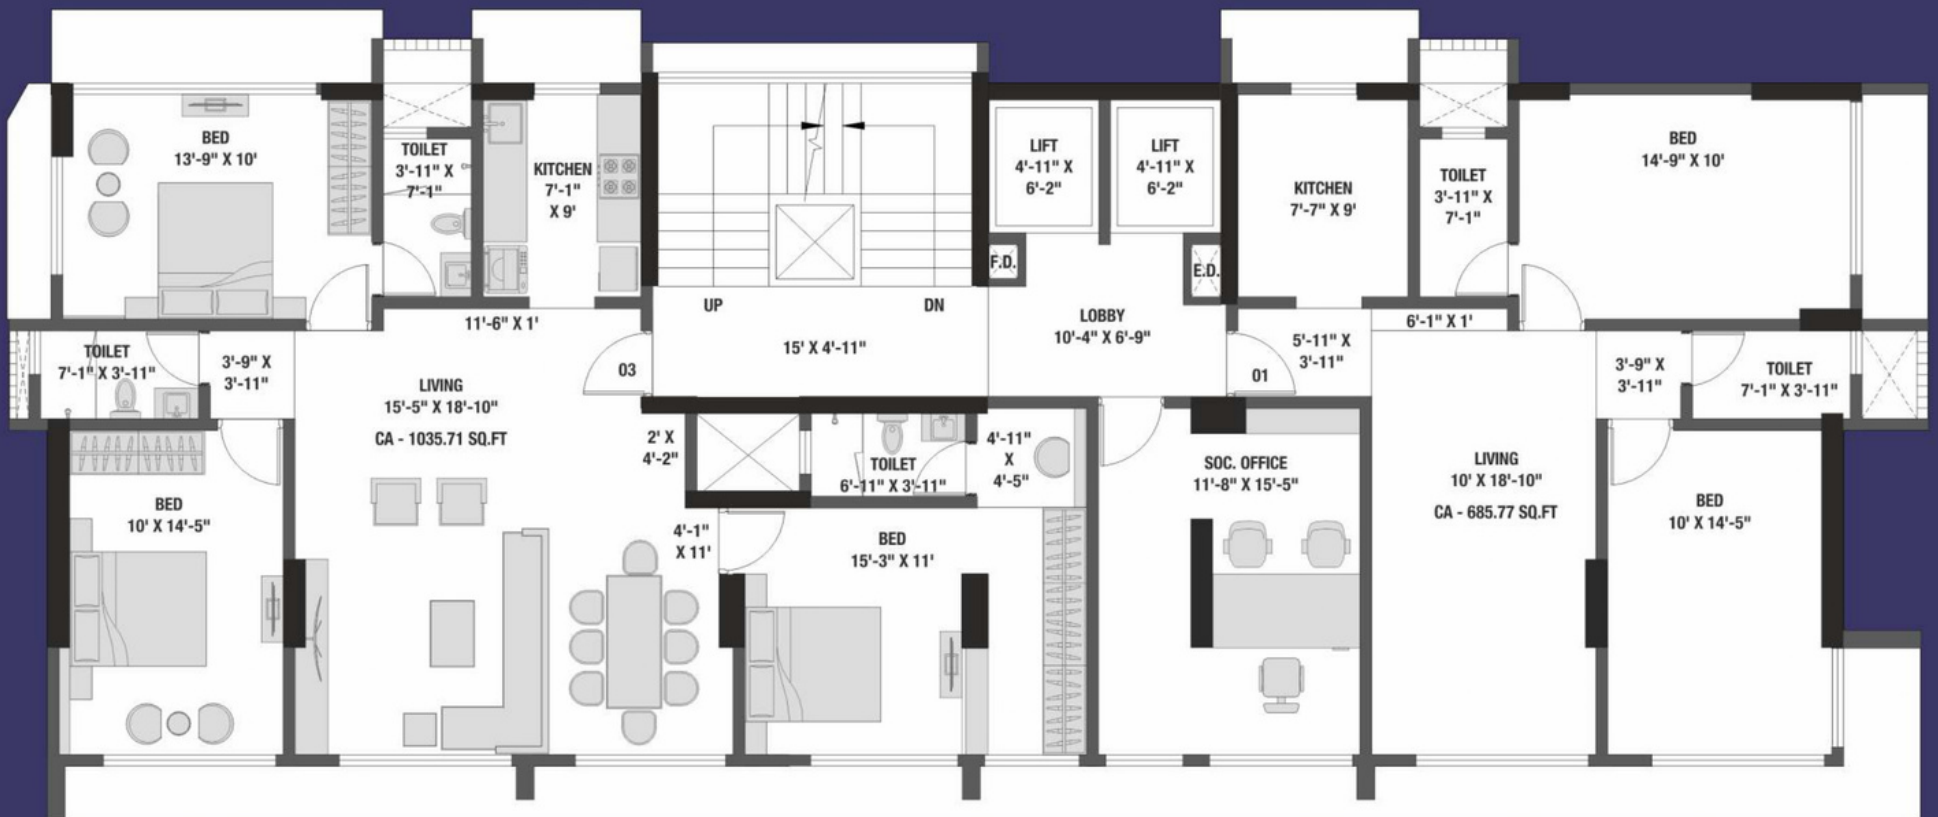 BED
13'-9" X 10'
TOILET
3'-11" X
7'-1"
KITCHEN
7'-1"
X 9'
LIFT
4'-11" X
6'-2"
LIFT
4'-11" X
6'-2"
KITCHEN
7'-7" X 9'
TOILET
3'-11" X
7'-1"
BED
14'-9" X 10'
F.D.
E.D.
UP
DN
11'-6" X 1'
LOBBY
10'-4" X 6'-9"
6'-1" X 1'
TOILET
7'-1" X 3'-11"
3'-9" X
3'-11"
15' X 4'-11"
5'-11" X
3'-11"
03
01
3'-9" X
3'-11"
TOILET
7'-1" X 3'-11"
LIVING
15'-5" X 18'-10"
CA - 1035.71 SQ.FT
2' X
4'-2"
TOILET
6'-11" X 3'-11"
4'-11"
X
4'-5"
SOC. OFFICE
11'-8" X 15'-5"
LIVING
10' X 18'-10"
CA - 685.77 SQ.FT
BED
10' X 14'-5"
BED
10' X 14'-5"
4'-1"
X 11'
BED
15'-3" X 11'